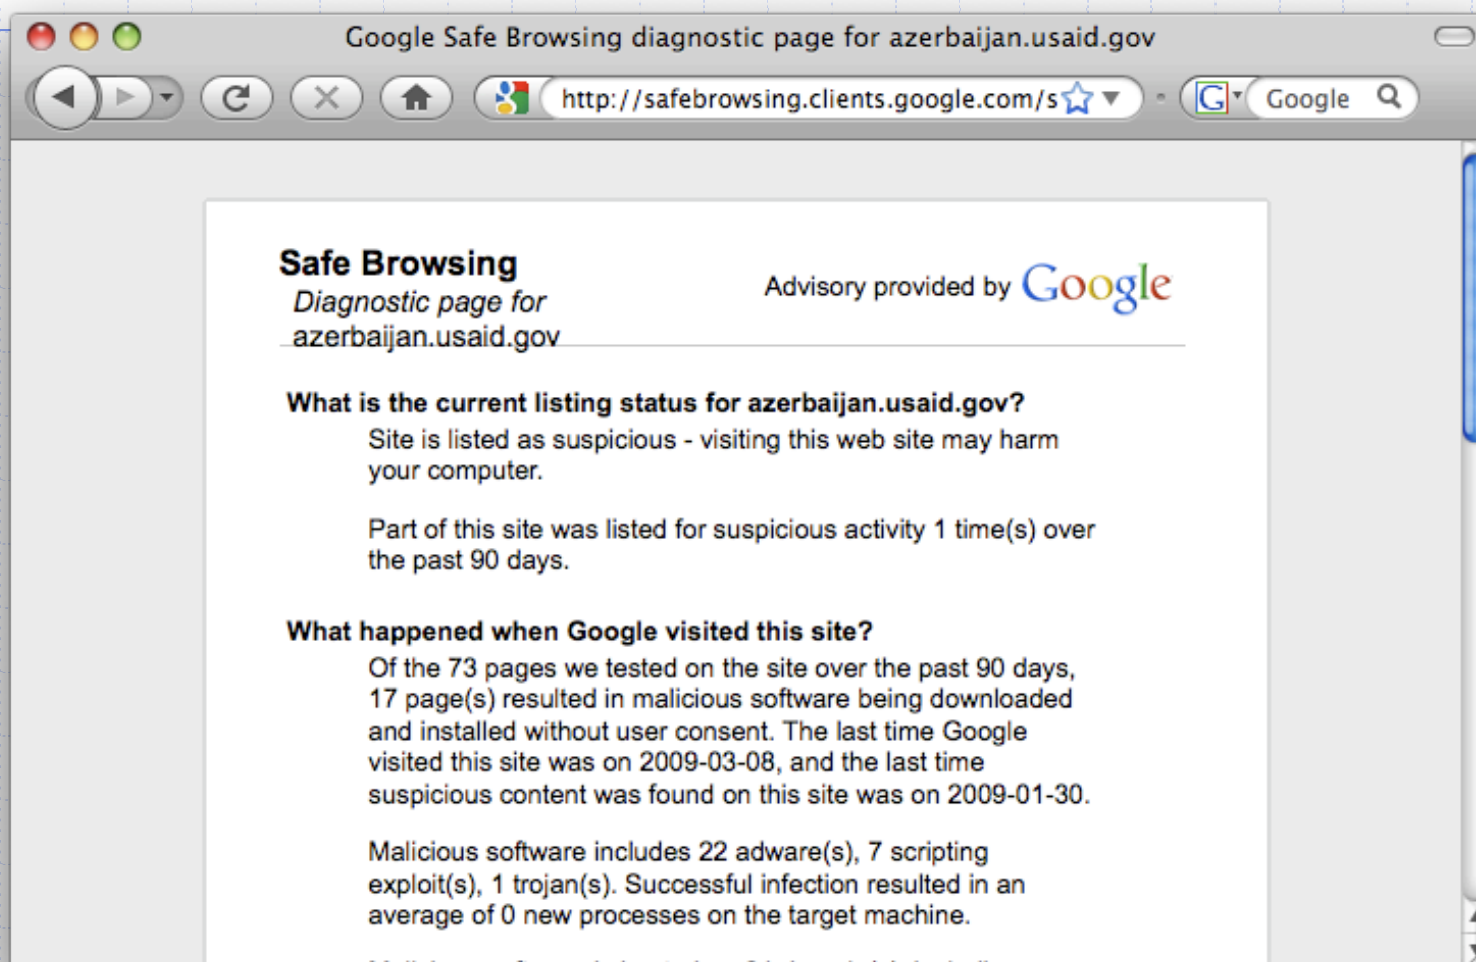 Google Safe Browsing diagnostic page for azerbaijan.usaid.gov
http://safebrowsing.clients.google.com/s
G Google
Safe Browsing
Diagnostic page for
azerbaijan.usaid.gov
Advisory provided by Google
What is the current listing status for azerbaijan.usaid.gov?
Site is listed as suspicious - visiting this web site may harm
your computer.
Part of this site was listed for suspicious activity 1 time(s) over
the past 90 days.
What happened when Google visited this site?
Of the 73 pages we tested on the site over the past 90 days,
17 page(s) resulted in malicious software being downloaded
and installed without user consent. The last time Google
visited this site was on 2009-03-08, and the last time
suspicious content was found on this site was on 2009-01-30.
Malicious software includes 22 adware(s), 7 scripting
exploit(s), 1 trojan(s). Successful infection resulted in an
average of 0 new processes on the target machine.